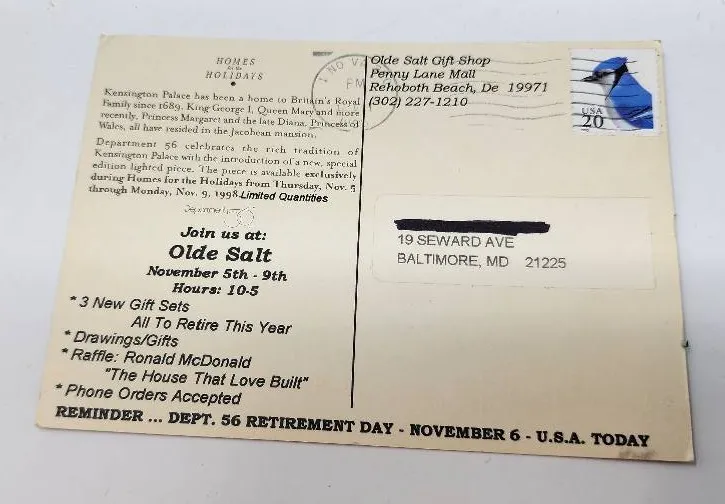 HOMES
for the
HOLIDAYS
Kensington Palace has been a home to Britain's Royal
Family since 1689. King George I, Queen Mary and more
recently, Princess Margaret and the late Diana, Princess of
Wales, all have resided in the Jacobean mansion.
Department 56 celebrates the rich tradition of
Kensington Palace with the introduction of a new, special
edition lighted piece. The piece is available exclusively
during Homes for the Holidays from Thursday, Nov. 5
through Monday, Nov. 9, 1998. Limited Quantities
Department 56
Join us at:
Olde Salt
November 5th - 9th
Hours: 10-5
* 3 New Gift Sets
All To Retire This Year
* Drawings/Gifts
* Raffle: Ronald McDonald
"The House That Love Built"
* Phone Orders Accepted
REMINDER ... DEPT. 56 RETIREMENT DAY - NOVEMBER 6 - U.S.A. TODAY
PM
Olde Salt Gift Shop
Penny Lane Mall
Rehoboth Beach, De 19971
(302) 227-1210
USA
20
19 SEWARD AVE
BALTIMORE, MD 21225